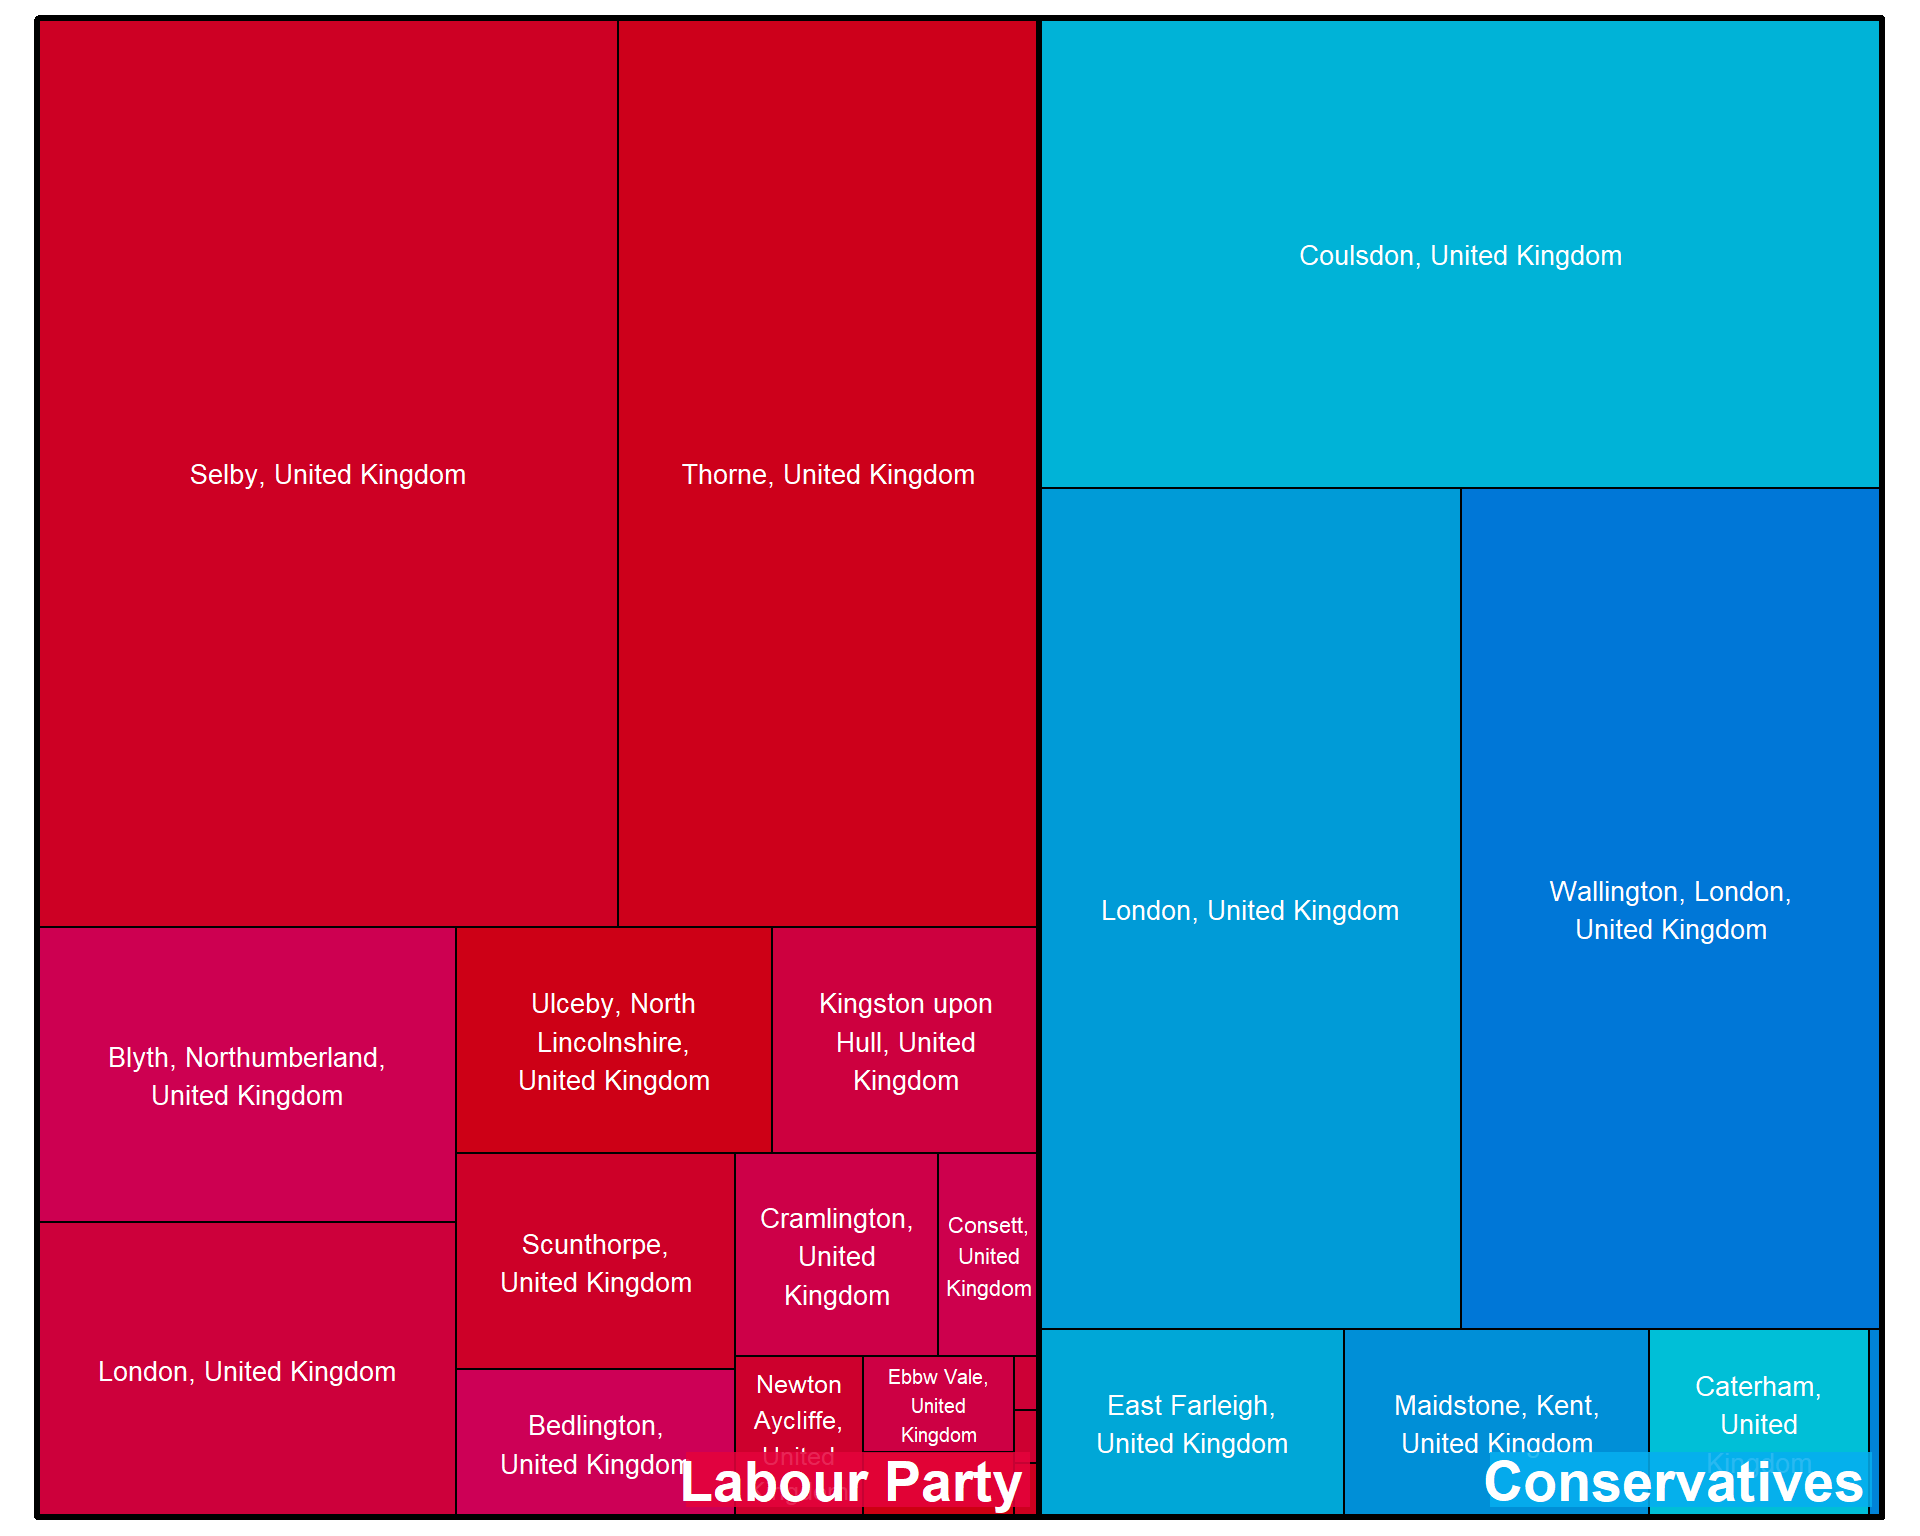 Selby, United Kingdom
Thorne, United Kingdom
Blyth, Northumberland,
United Kingdom
London, United Kingdom
Ulceby, North
Lincolnshire,
United Kingdom
Kingston upon
Hull, United
Kingdom
Scunthorpe,
United Kingdom
Bedlington,
United Kingdom
Cramlington,
United
Kingdom
Consett,
United
Kingdom
Newton
Aycliffe,
United
Kingdom
Ebbw Vale,
United
Kingdom
Labour Party
Coulsdon, United Kingdom
London, United Kingdom
Wallington, London,
United Kingdom
East Farleigh,
United Kingdom
Maidstone, Kent,
United Kingdom
Caterham,
United
Kingdom
Conservatives